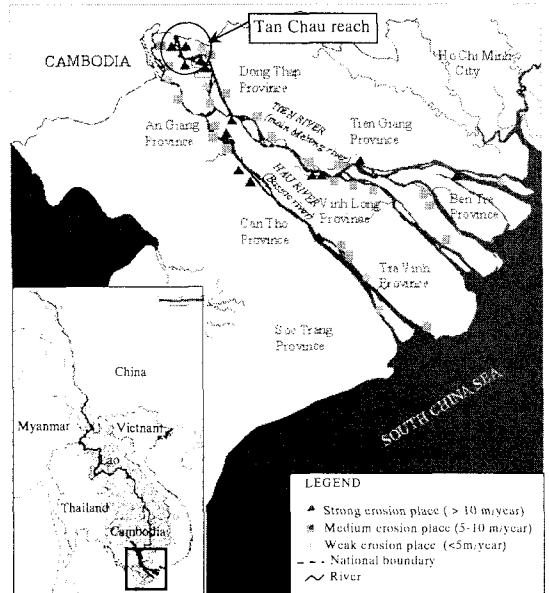 Tan Chau reach
CAMBODIA
Ho Chi Minh
City
Dong Thap
Province
TIEN RIVER
(main Mekong river)
Tien Giang
Province
An Giang
Province
HAU RIVER
(Bassac river)
Vinh Long
Province
Ben Tre
Province
Can Tho
Province
Tra Vinh
Province
Soc Trang
Province
SOUTH CHINA SEA
China
Myanmar
Vietnam
Lao
Thailand
Cambodia
LEGEND
Strong erosion place ( > 10 m/year)
Medium erosion place (5-10 m/year)
Weak erosion place (<5m/year)
National boundary
River